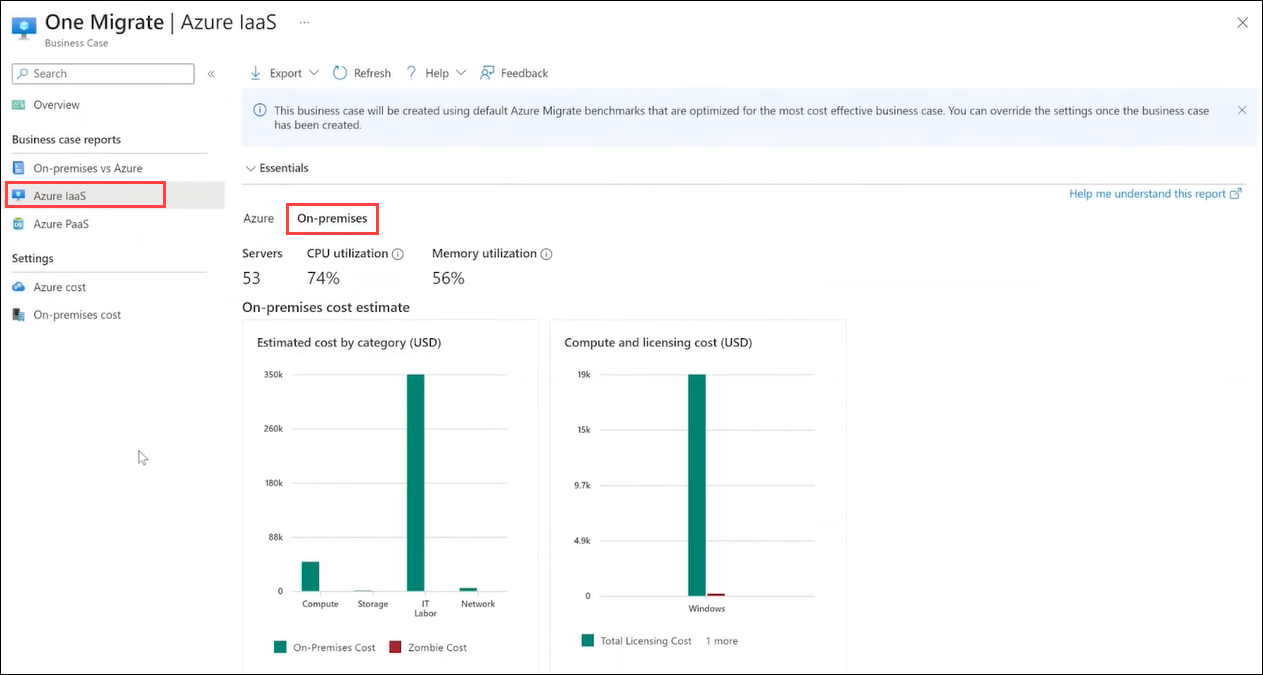 One Migrate | Azure IaaS ...
Business Case
Search
«
Overview
Business case reports
On-premises vs Azure
Azure IaaS
Azure PaaS
Settings
Azure cost
On-premises cost
Export
Refresh
? Help
Feedback
This business case will be created using default Azure Migrate benchmarks that are optimized for the most cost effective business case. You can override the settings once the business case
has been created.
Essentials
Help me understand this report
Azure
On-premises
Servers
53
CPU utilization
74%
Memory utilization
56%
On-premises cost estimate
Estimated cost by category (USD)
350k
260k
180k
88k
0
Compute
Storage
IT
Labor
Network
On-Premises Cost
Zombie Cost
Compute and licensing cost (USD)
19k
15k
9.7k
4.9k
0
Windows
Total Licensing Cost
1 more